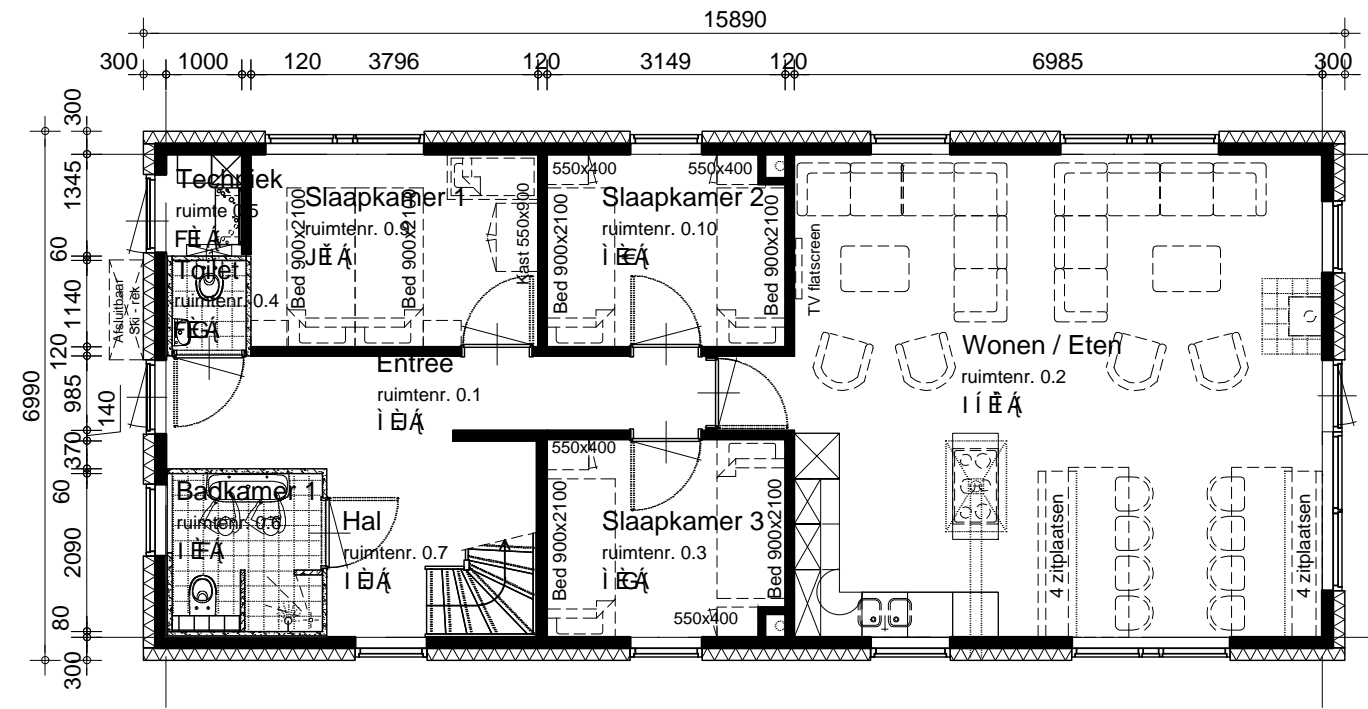 15890
300 1000 120 3796 120 3149 120 6985 300
300
1345
60
1140
120
985
140
370
60
2090
80
300
6990
Techniek
ruimte 0.5
Toilet
ruimtenr. 0.4
Afsluitbaar
Ski - rek
Slaapkamer 1
ruimtenr. 0.9
Bed 900x2100
Bed 900x2100
Kast 550x900
550x400
550x400
Slaapkamer 2
ruimtenr. 0.10
Bed 900x2100
Bed 900x2100
TV flatscreen
Entree
ruimtenr. 0.1
Wonen / Eten
ruimtenr. 0.2
Badkamer 1
ruimtenr. 0.6
Hal
ruimtenr. 0.7
550x400
Slaapkamer 3
ruimtenr. 0.3
Bed 900x2100
Bed 900x2100
550x400
4 zitplaatsen
4 zitplaatsen